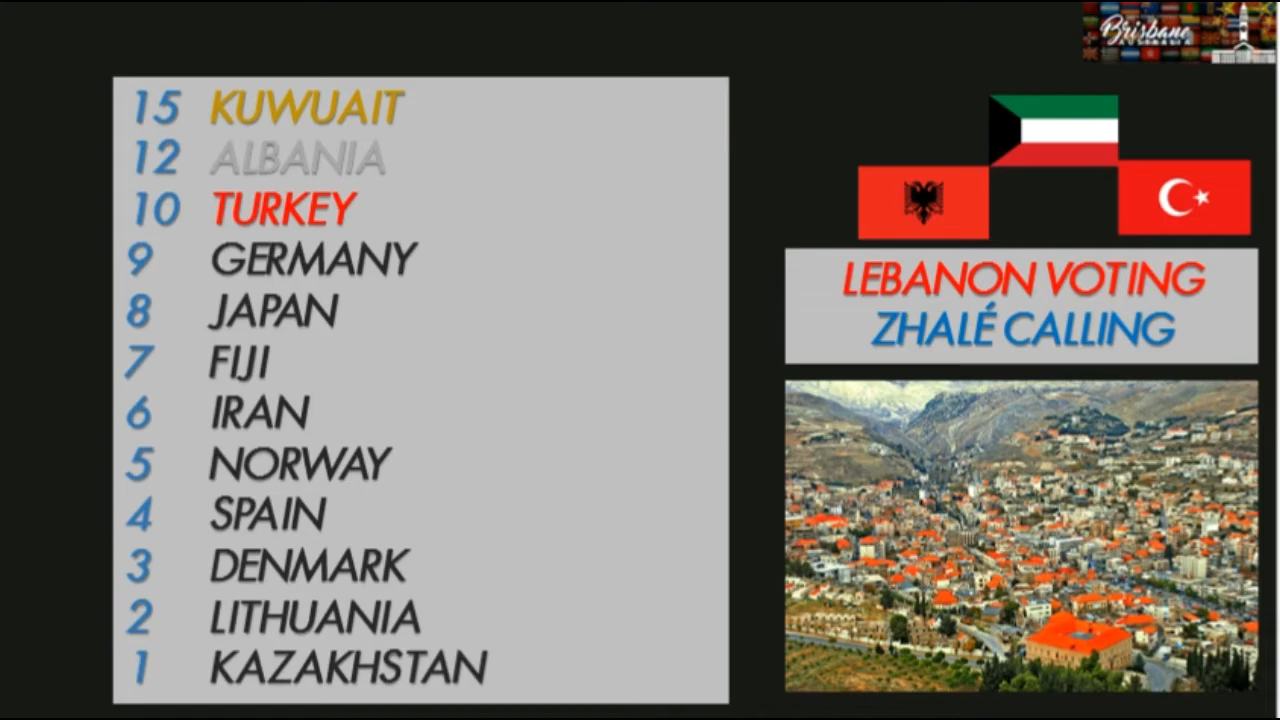 Brisbane
AUSTRALIA
15 KUWUAIT
12 ALBANIA
10 TURKEY
9 GERMANY
8 JAPAN
7 FIJI
6 IRAN
5 NORWAY
4 SPAIN
3 DENMARK
2 LITHUANIA
1 KAZAKHSTAN
LEBANON VOTING
ZHALÉ CALLING